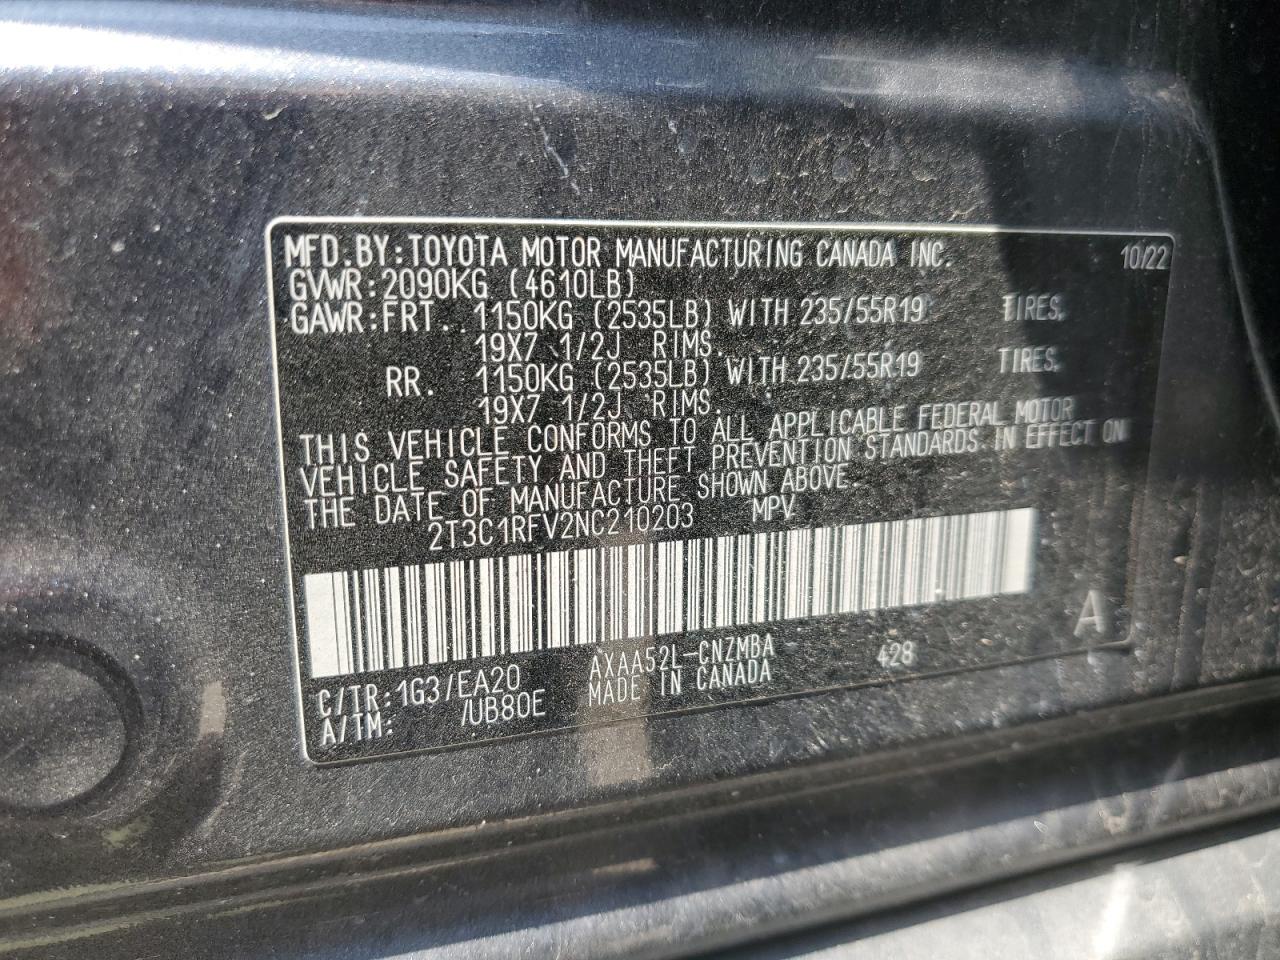 MFD.BY:TOYOTA MOTOR MANUFACTURING CANADA INC. 10/22
GVWR:2090KG (4610LB)
GAWR:FRT. 1150KG (2535LB) WITH 235/55R19 TIRES,
19X7 1/2J RIMS.
RR. 1150KG (2535LB) WITH 235/55R19 TIRES,
19X7 1/2J RIMS.
THIS VEHICLE CONFORMS TO ALL APPLICABLE FEDERAL MOTOR
VEHICLE SAFETY AND THEFT PREVENTION STANDARDS IN EFFECT ON
THE DATE OF MANUFACTURE SHOWN ABOVE.
2T3C1RFV2NC210203 MPV
A
C/TR:1G3/EA20 AXAA52L-CNZMBA 428
A/TM: /UB80E MADE IN CANADA